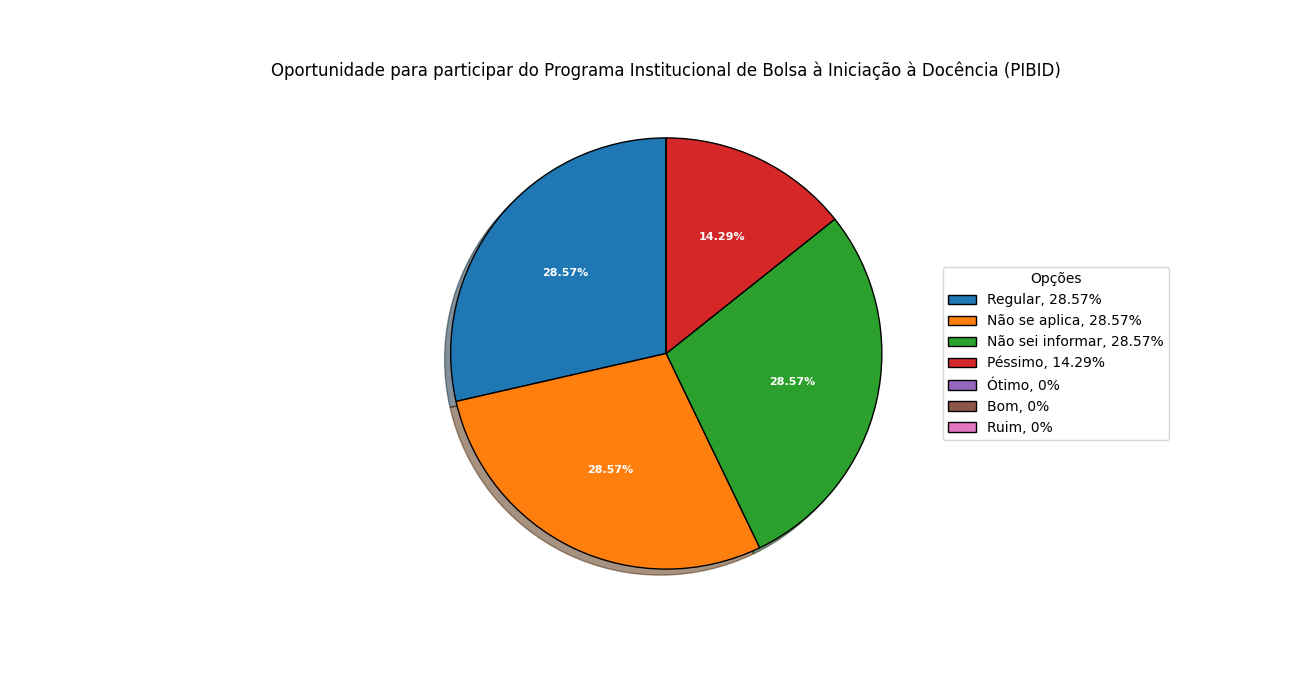 Oportunidade para participar do Programa Institucional de Bolsa à Iniciação à Docência (PIBID)
14.29%
28.57%
28.57%
28.57%
Opções
Regular, 28.57%
Não se aplica, 28.57%
Não sei informar, 28.57%
Péssimo, 14.29%
Ótimo, 0%
Bom, 0%
Ruim, 0%